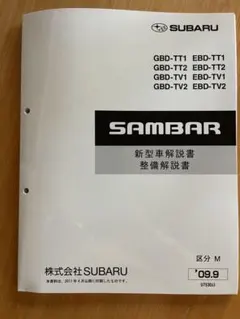 SUBARU
GBD-TT1 EBD-TT1
GBD-TT2 EBD-TT2
GBD-TV1 EBD-TV1
GBD-TV2 EBD-TV2
SAMBAR
新型車解説書
整備解説書
区分 M
株式会社SUBARU
'09.9